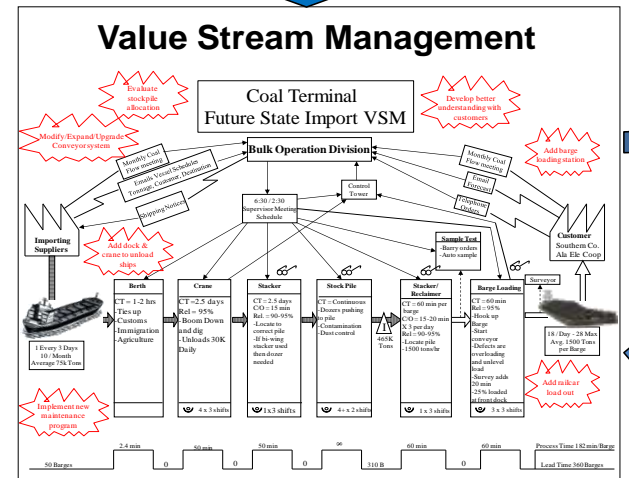 Value Stream Management
Coal Terminal
Future State Import VSM
Evaluate
stockpile
allocation
Modify/Expand/Upgrade
Conveyor system
Develop better
understanding with
customers
Add barge
loading station
Bulk Operation Division
Monthly Coal
Flow meeting
Emails Vessel Schedules
Tonnage, Customer, Destination
Shipping Notices
Monthly Coal
Flow meeting
Email
Forecast
Telephone
Orders
Control
Tower
6:30 / 2:30
Supervisor Meeting
Schedule
Importing
Suppliers
Add dock &
crane to unload
ships
Sample Test
-Barry orders
-Auto sample
Customer
Southern Co.
Ala Ele Coop
Surveyor
Berth
CT = 1-2 hrs
-Ties up
-Customs
-Immigration
-Agriculture
Crane
CT =2.5 days
Rel = 95%
-Boom Down
and dig
-Unloads 30K
Daily
4 x 3 shifts
Stacker
CT = 2.5 days
C/O = 15 min
Rel. = 90-95%
-Locate to
correct pile
-If bi-wing
stacker used
then dozer
needed
1x3 shifts
Stock Pile
CT = Continuous
-Dozers pushing
to pile
-Contamination
-Dust control
4+ x 2 shifts
I
465K
Tons
Stacker/
Reclaimer
CT = 60 min per
barge
C/O = 15-20 min
X 3 per day
Rel = 90-95%
-Locate pile
-1500 tons/hr
1 x 3 shifts
Barge Loading
CT = 60 min
Rel = 95%
-Hook up
Barge
-Start
conveyor
-Defects are
overloading
and unlevel
load
-Survey adds
20 min
-25% loaded
at front dock
3 x 3 shifts
1 Every 3 Days
10 / Month
Average 75k Tons
18 / Day – 28 Max
Avg. 1500 Tons
per Barge
Implement new
maintenance
program
Add railcar
load out
2.4 min
50 min
50 min
∞
60 min
60 min
Process Time 182min/Barge
50 Barges
0
0
0
310 B
0
Lead Time 360Barges